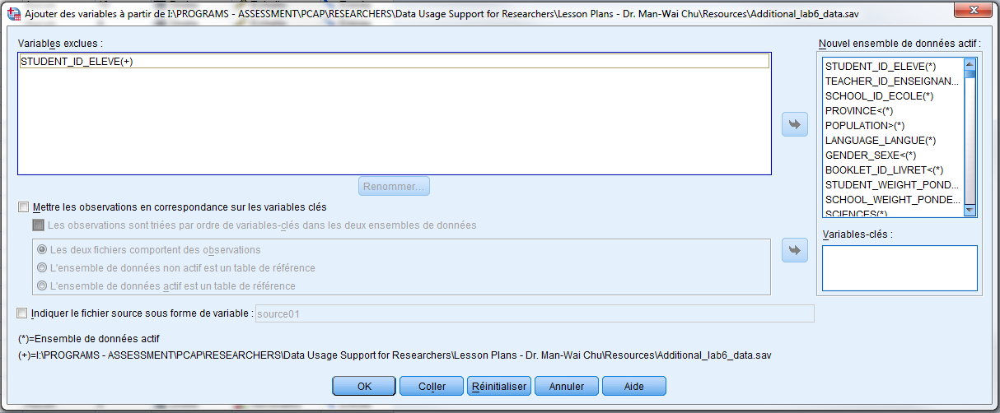 Ajouter des variables à partir de I:\PROGRAMS - ASSESSMENT\PCAP\RESEARCHERS\Data Usage Support for Researchers\Lesson Plans - Dr. Man-Wai Chu\Resources\Additional_lab6_data.sav
Variables exclues :
STUDENT_ID_ELEVE(+)
Nouvel ensemble de données actif :
STUDENT_ID_ELEVE(*)
TEACHER_ID_ENSEIGNAN...
SCHOOL_ID_ECOLE(*)
PROVINCE<(*)
POPULATION>(*)
LANGUAGE_LANGUE(*)
GENDER_SEXE<(*)
BOOKLET_ID_LIVRET<(*)
STUDENT_WEIGHT_POND...
SCHOOL_WEIGHT_PONDE...
SCIENCES(*)
Renommer...
Mettre les observations en correspondance sur les variables clés
Les observations sont triées par ordre de variables-clés dans les deux ensembles de données
Les deux fichiers comportent des observations
L'ensemble de données non actif est un table de référence
L'ensemble de données actif est un table de référence
Variables-clés :
Indiquer le fichier source sous forme de variable : source01
(*)=Ensemble de données actif
(+)=I:\PROGRAMS - ASSESSMENT\PCAP\RESEARCHERS\Data Usage Support for Researchers\Lesson Plans - Dr. Man-Wai Chu\Resources\Additional_lab6_data.sav
OK Coller Réinitialiser Annuler Aide